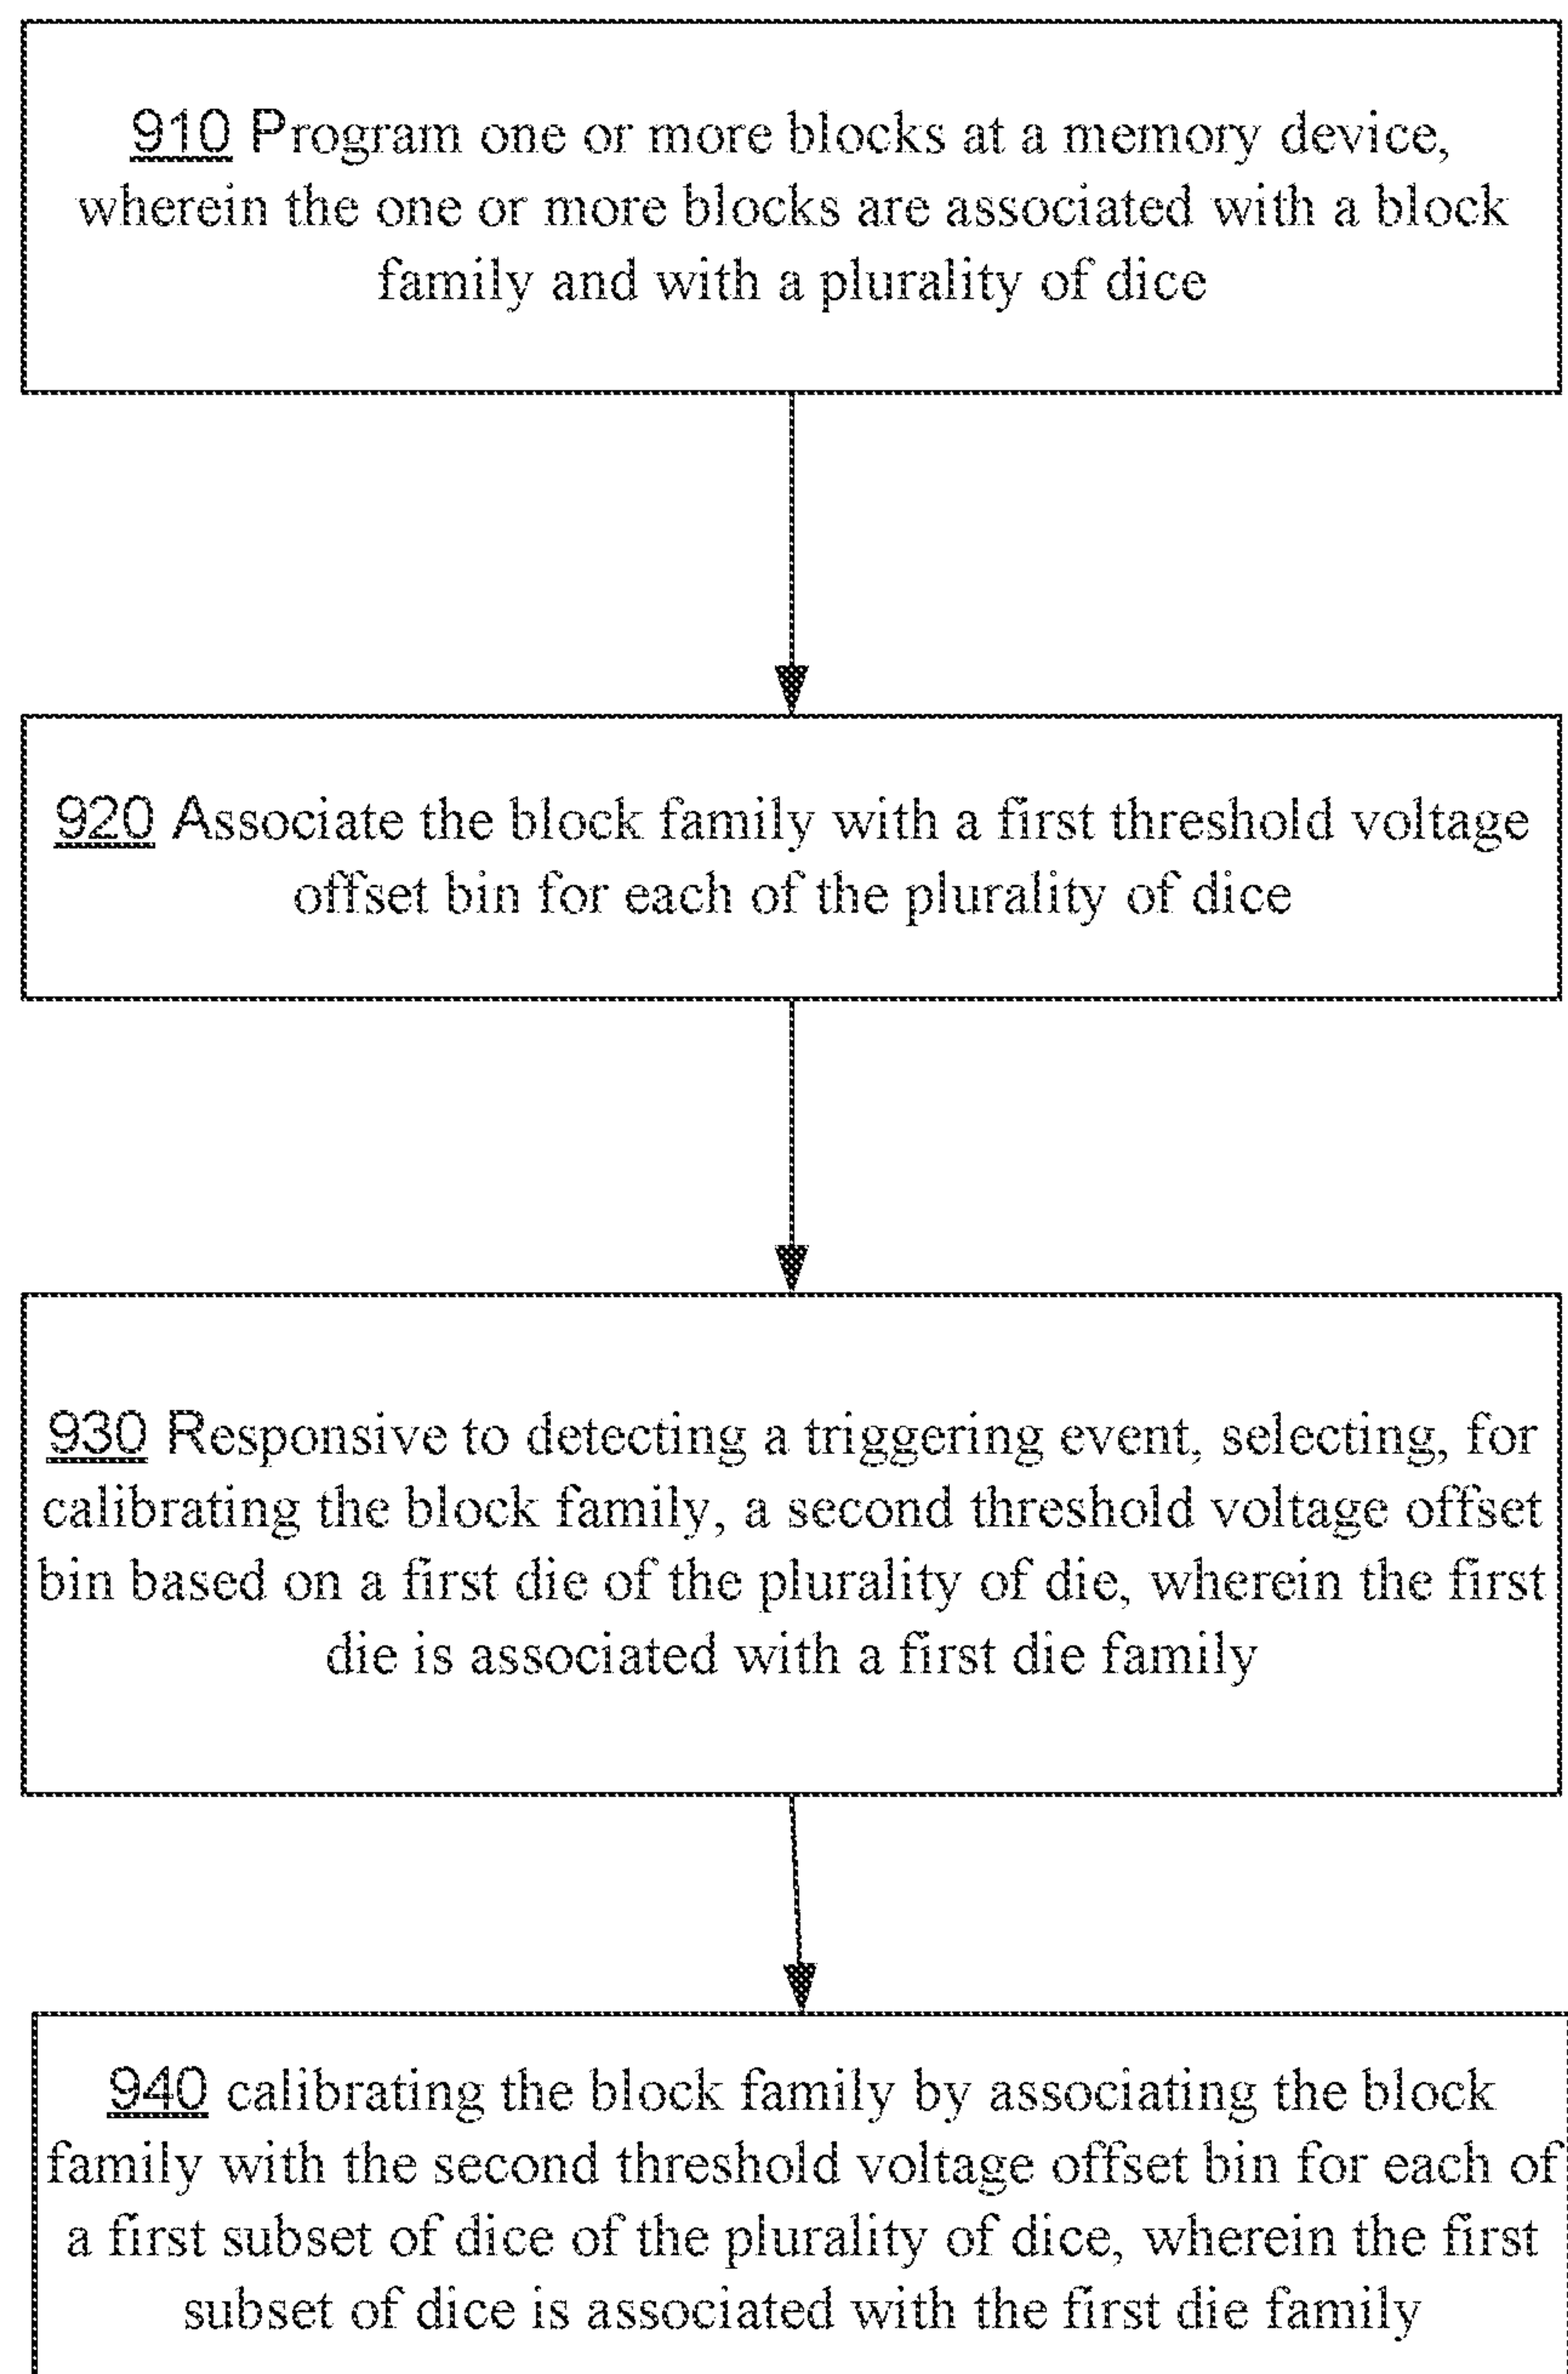 910 Program one or more blocks at a memory device,
wherein the one or more blocks are associated with a block
family and with a plurality of dice
920 Associate the block family with a first threshold voltage
offset bin for each of the plurality of dice
930 Responsive to detecting a triggering event, selecting, for
calibrating the block family, a second threshold voltage offset
bin based on a first die of the plurality of die, wherein the first
die is associated with a first die family
940 calibrating the block family by associating the block
family with the second threshold voltage offset bin for each of
a first subset of dice of the plurality of dice, wherein the first
subset of dice is associated with the first die family